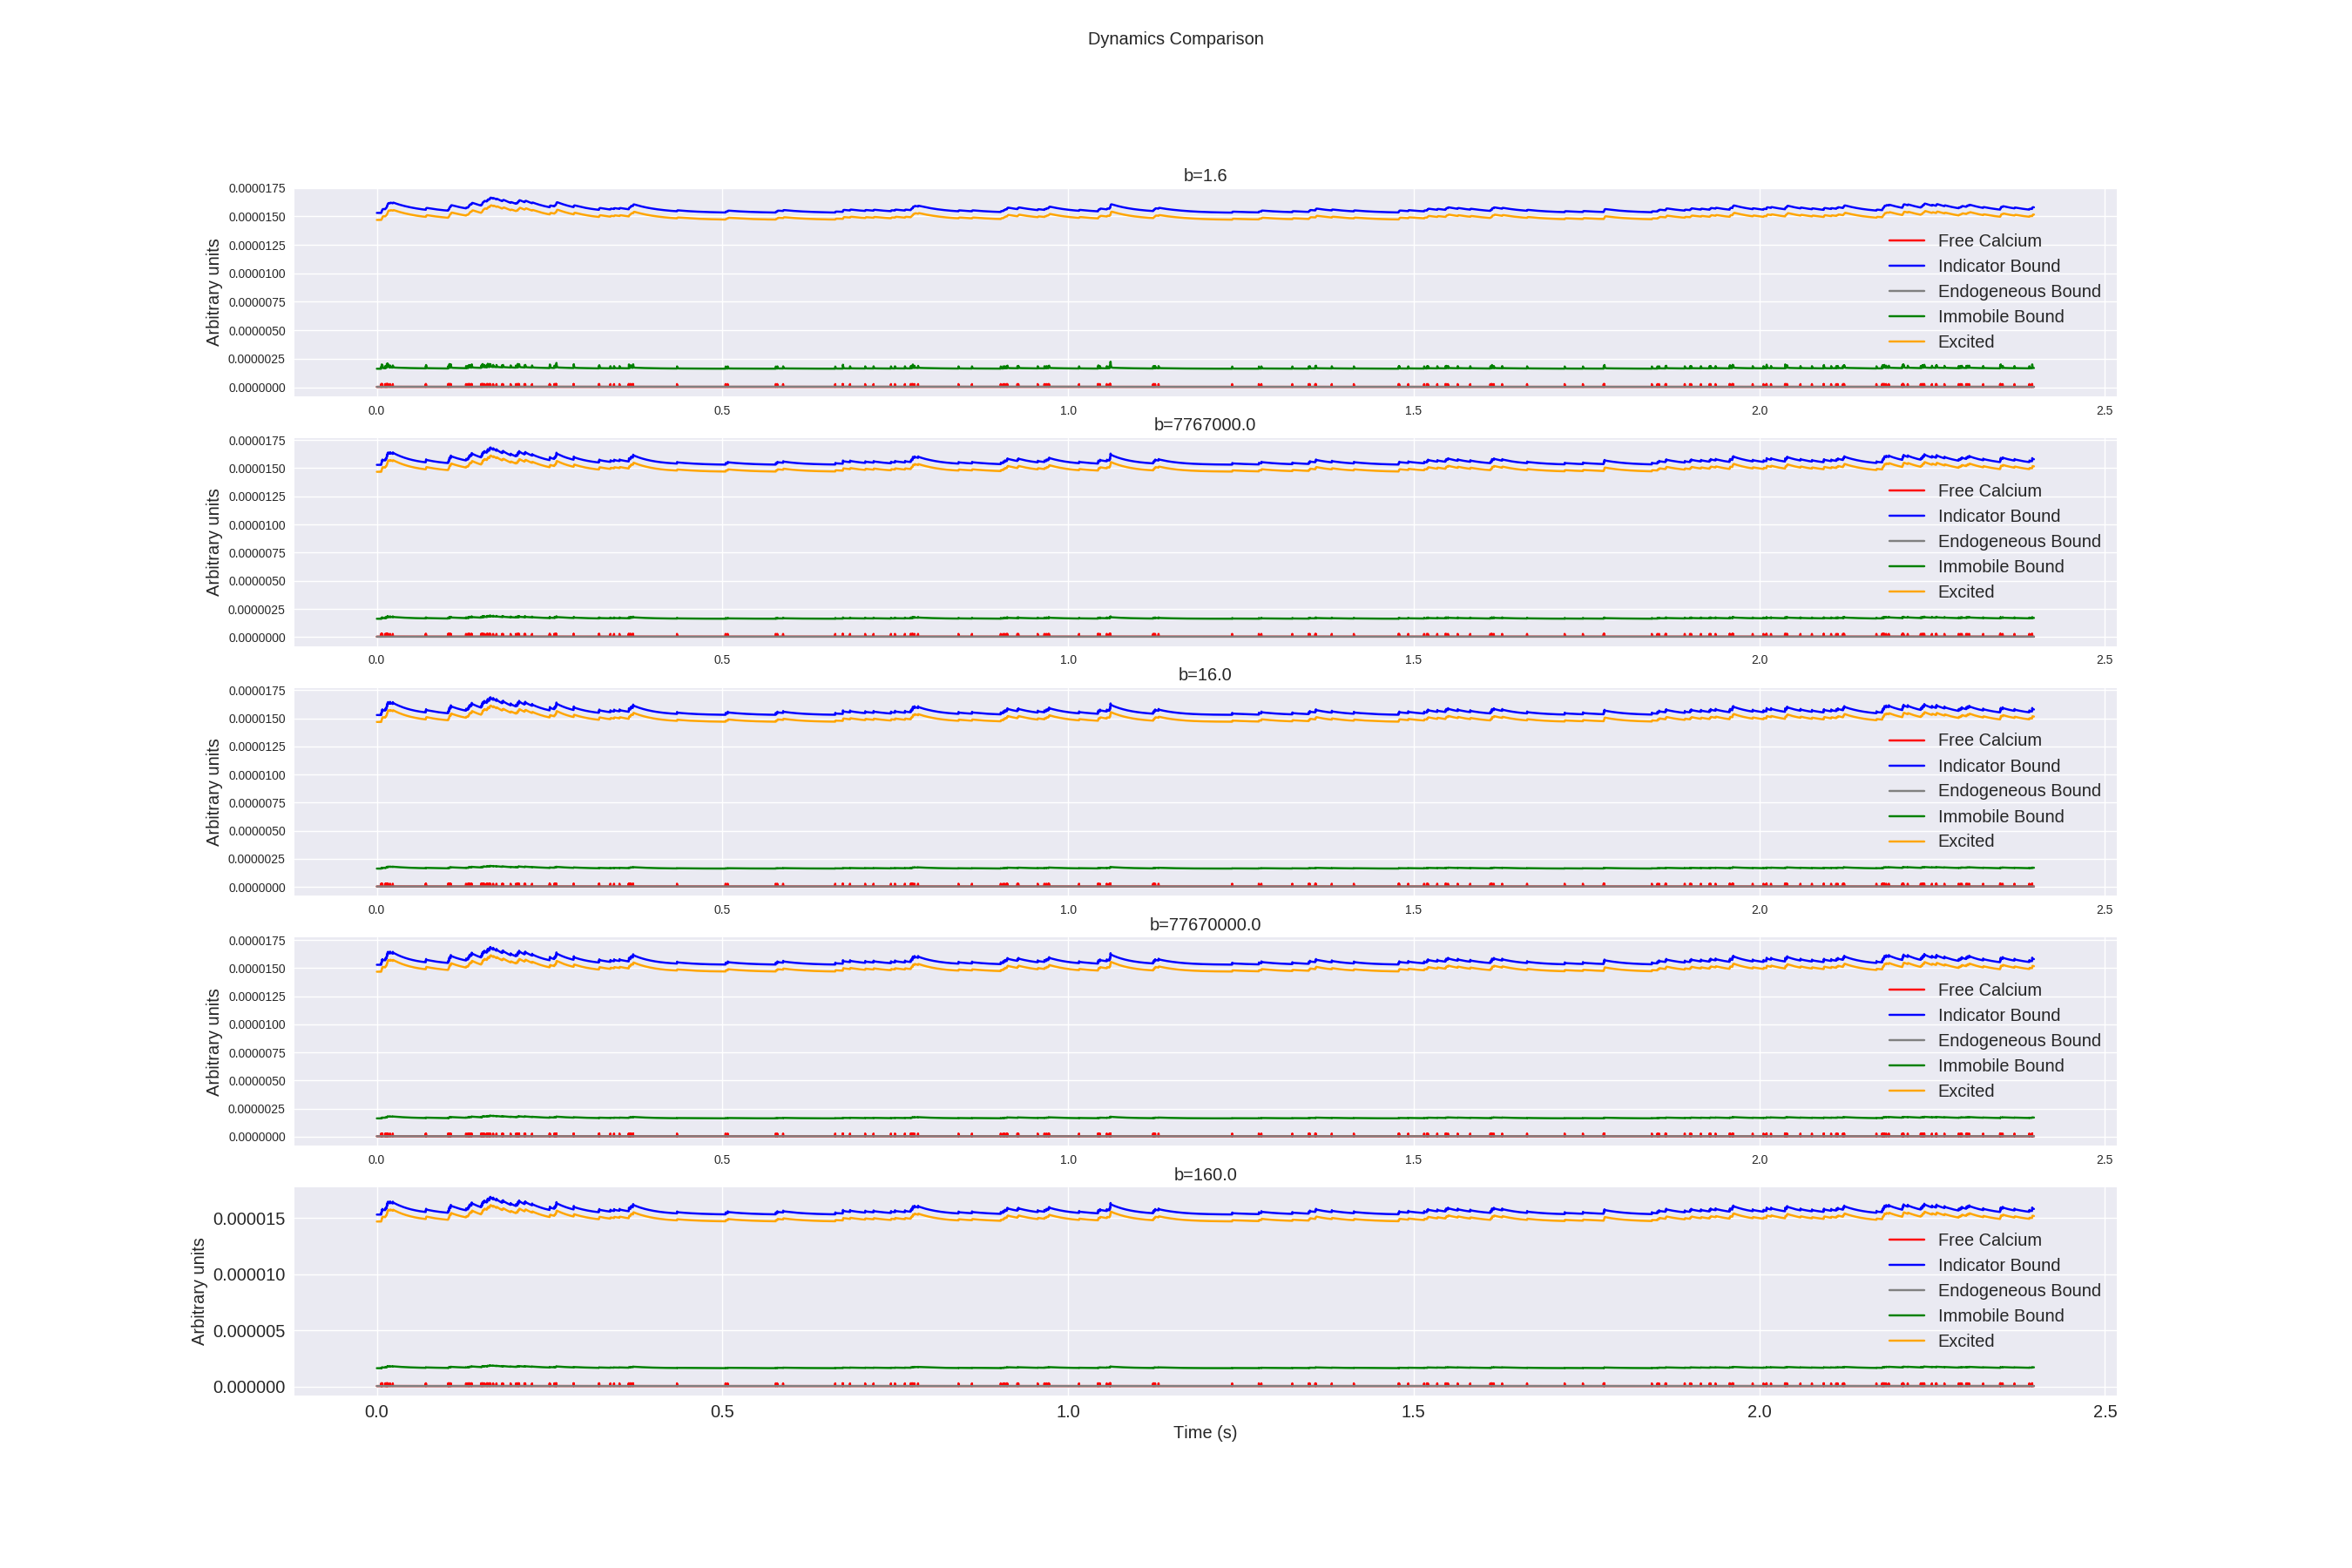 Dynamics Comparison
b=1.6
Arbitrary units
0.0000175
0.0000150
0.0000125
0.0000100
0.0000075
0.0000050
0.0000025
0.0000000
Free Calcium
Indicator Bound
Endogeneous Bound
Immobile Bound
Excited
0.0 0.5 1.0 1.5 2.0 2.5
b=7767000.0
Arbitrary units
0.0000175
0.0000150
0.0000125
0.0000100
0.0000075
0.0000050
0.0000025
0.0000000
Free Calcium
Indicator Bound
Endogeneous Bound
Immobile Bound
Excited
0.0 0.5 1.0 1.5 2.0 2.5
b=16.0
Arbitrary units
0.0000175
0.0000150
0.0000125
0.0000100
0.0000075
0.0000050
0.0000025
0.0000000
Free Calcium
Indicator Bound
Endogeneous Bound
Immobile Bound
Excited
0.0 0.5 1.0 1.5 2.0 2.5
b=77670000.0
Arbitrary units
0.0000175
0.0000150
0.0000125
0.0000100
0.0000075
0.0000050
0.0000025
0.0000000
Free Calcium
Indicator Bound
Endogeneous Bound
Immobile Bound
Excited
0.0 0.5 1.0 1.5 2.0 2.5
b=160.0
Arbitrary units
0.000015
0.000010
0.000005
0.000000
Free Calcium
Indicator Bound
Endogeneous Bound
Immobile Bound
Excited
0.0 0.5 1.0 1.5 2.0 2.5
Time (s)